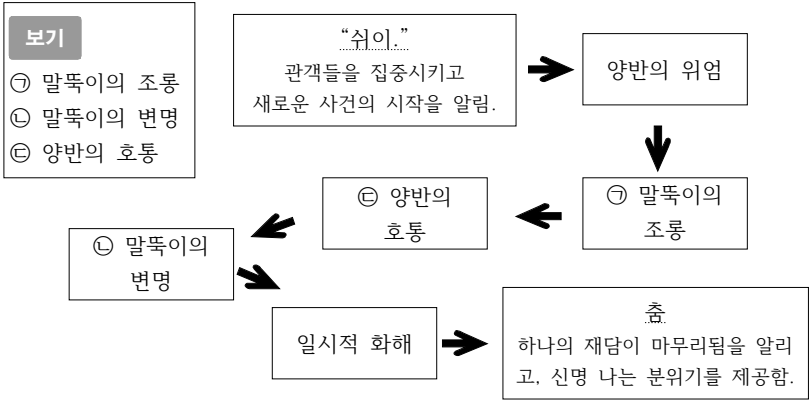 보기
㉠ 말뚝이의 조롱
㉡ 말뚝이의 변명
㉢ 양반의 호통
“쉬이.”
관객들을 집중시키고
새로운 사건의 시작을 알림.
양반의 위엄
㉠ 말뚝이의
조롱
㉢ 양반의
호통
㉡ 말뚝이의
변명
일시적 화해
춤
하나의 재담이 마무리됨을 알리
고, 신명 나는 분위기를 제공함.